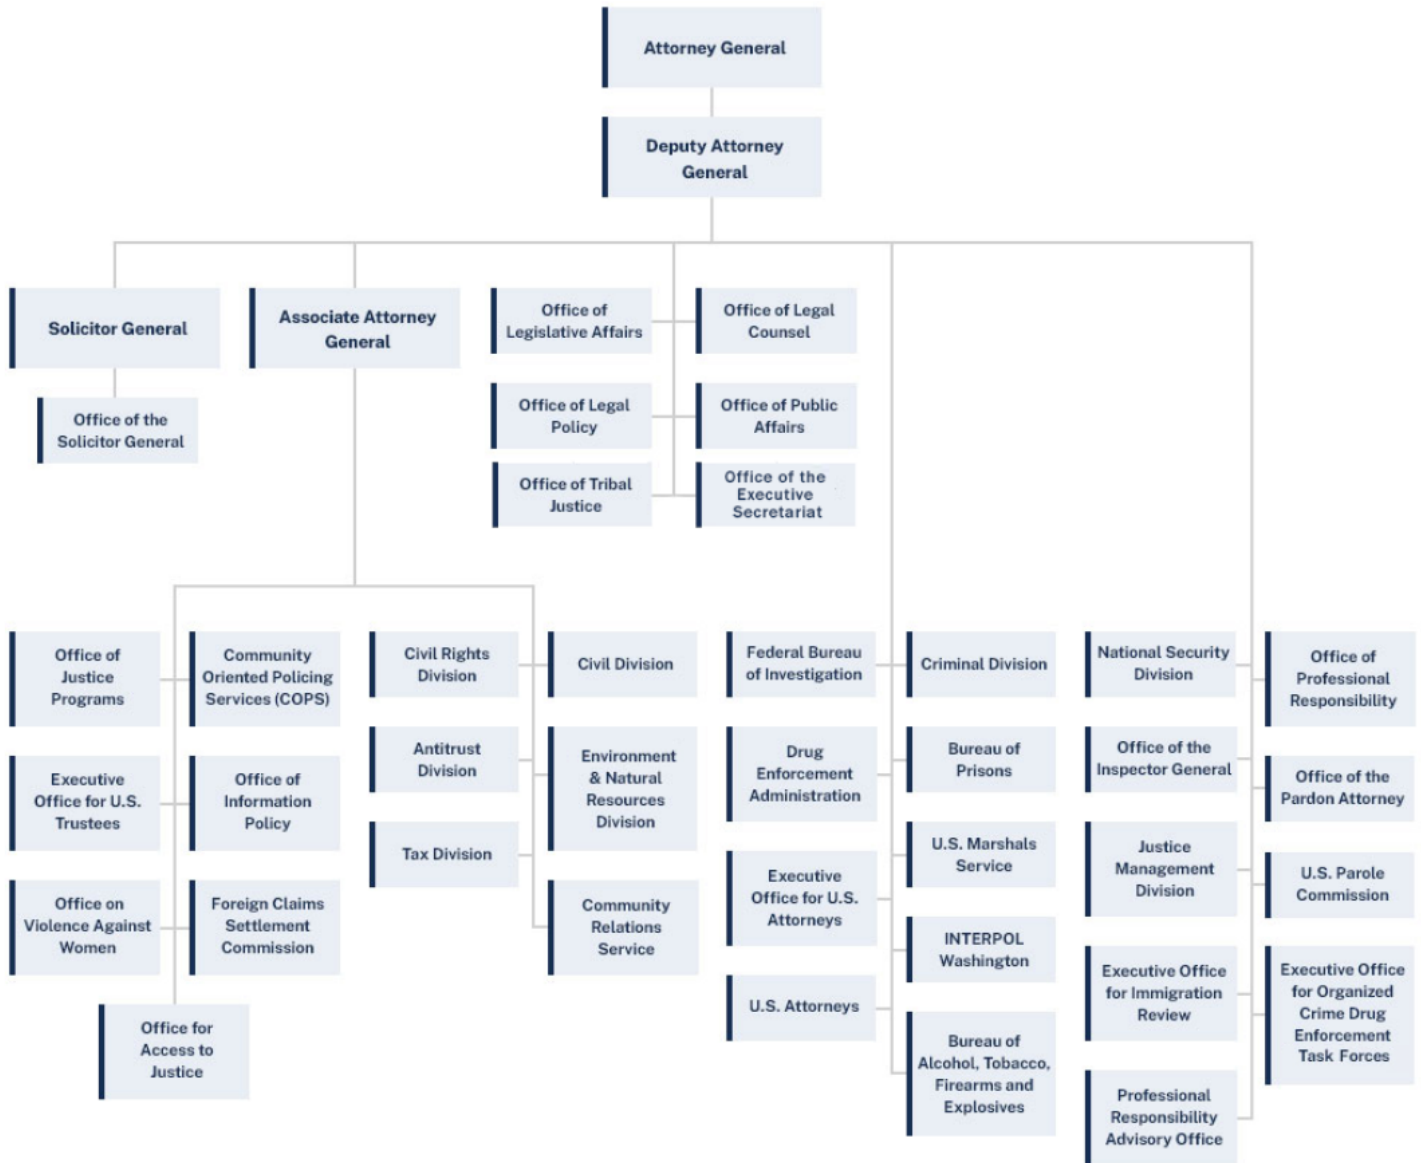 Attorney General
Deputy Attorney
General
Solicitor General
Associate Attorney
General
Office of
Legislative Affairs
Office of Legal
Counsel
Office of the
Solicitor General
Office of Legal
Policy
Office of Public
Affairs
Office of Tribal
Justice
Office of the
Executive
Secretariat
Office of
Justice
Programs
Community
Oriented Policing
Services (COPS)
Executive
Office for U.S.
Trustees
Office of
Information
Policy
Office on
Violence Against
Women
Foreign Claims
Settlement
Commission
Office for
Access to
Justice
Civil Rights
Division
Civil Division
Antitrust
Division
Environment
& Natural
Resources
Division
Tax Division
Community
Relations
Service
Federal Bureau
of Investigation
Criminal Division
Drug
Enforcement
Administration
Bureau of
Prisons
U.S. Marshals
Service
Executive
Office for U.S.
Attorneys
INTERPOL
Washington
U.S. Attorneys
Bureau of
Alcohol, Tobacco,
Firearms and
Explosives
National Security
Division
Office of
Professional
Responsibility
Office of the
Inspector General
Office of the
Pardon Attorney
Justice
Management
Division
U.S. Parole
Commission
Executive Office
for Immigration
Review
Executive Office
for Organized
Crime Drug
Enforcement
Task Forces
Professional
Responsibility
Advisory Office